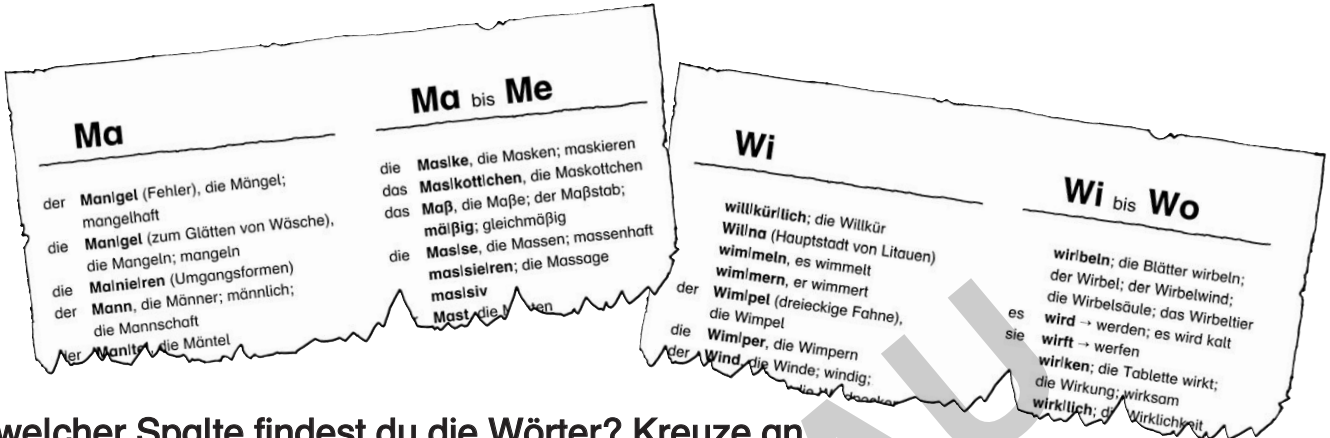 Ma
der Man|gel (Fehler), die Mängel;
mangelhaft
die Man|gel (zum Glätten von Wäsche),
die Mangeln; mangeln
die Ma|nie|ren (Umgangsformen)
der Mann, die Männer; männlich;
die Mannschaft
der Man|tel, die Mäntel
Ma bis Me
die Mas|ke, die Masken; maskieren
das Mas|kott|chen, die Maskottchen
das Maß, die Maße; der Maßstab;
mä|ßig; gleichmäßig
die Mas|se, die Massen; massenhaft
mas|sie|ren; die Massage
mas|siv
Mast, die
Wi
will|kür|lich; die Willkür
Wil|na (Hauptstadt von Litauen)
wim|meln, es wimmelt
wim|mern, er wimmert
der Wim|pel (dreieckige Fahne),
die Wimpel
die Wim|per, die Wimpern
der Wind, die Winde; windig;
die
Wi bis Wo
wir|beln; die Blätter wirbeln;
der Wirbel; der Wirbelwind;
die Wirbelsäule; das Wirbeltier
es wird → werden; es wird kalt
sie wirft → werfen
wir|ken; die Tablette wirkt;
die Wirkung; wirksam
wirk|lich; die Wirklichkeit
welcher Spalte findest du die Wörter? Kreuze an